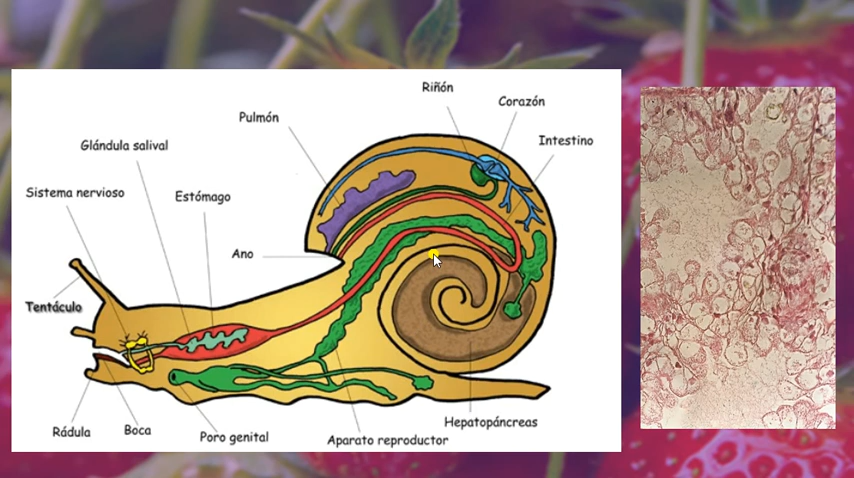 Riñón
Corazón
Pulmón
Intestino
Glándula salival
Sistema nervioso
Estómago
Ano
Tentáculo
Hepatopáncreas
Rádula
Boca
Poro genital
Aparato reproductor